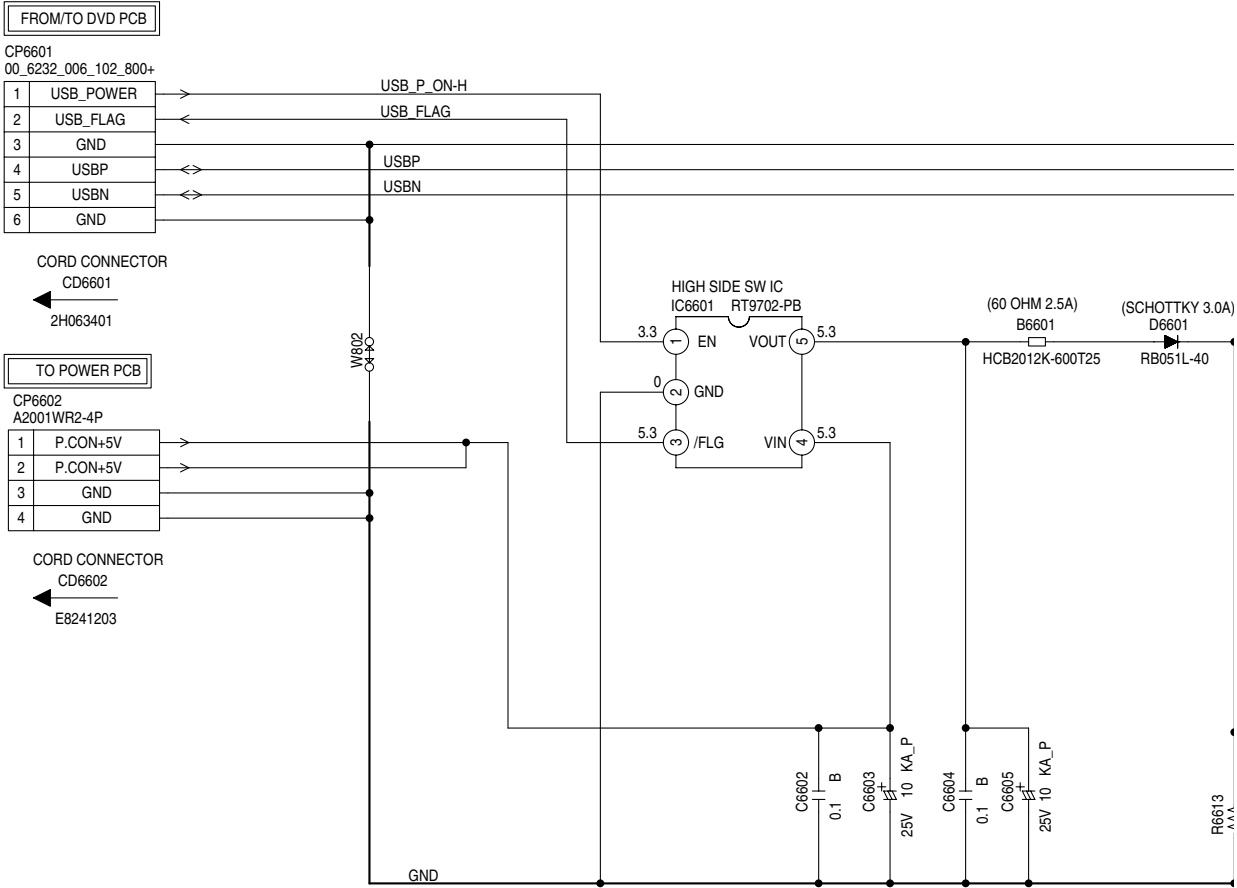 FROM/TO DVD PCB
CP6601
00_6232_006_102_800+
1 USB_POWER
2 USB_FLAG
3 GND
4 USBP
5 USBN
6 GND
USB_P_ON-H
USB_FLAG
USBP
USBN
CORD CONNECTOR
CD6601
2H063401
W802
TO POWER PCB
CP6602
A2001WR2-4P
1 P.CON+5V
2 P.CON+5V
3 GND
4 GND
CORD CONNECTOR
CD6602
E8241203
HIGH SIDE SW IC
IC6601 RT9702-PB
3.3 1 EN VOUT 5 5.3
0 2 GND
5.3 3 /FLG VIN 4 5.3
(60 OHM 2.5A)
B6601
HCB2012K-600T25
(SCHOTTKY 3.0A)
D6601
RB051L-40
C6602
0.1 B
C6603
+
25V 10 KA_P
C6604
0.1 B
C6605
+
25V 10 KA_P
R6613
GND